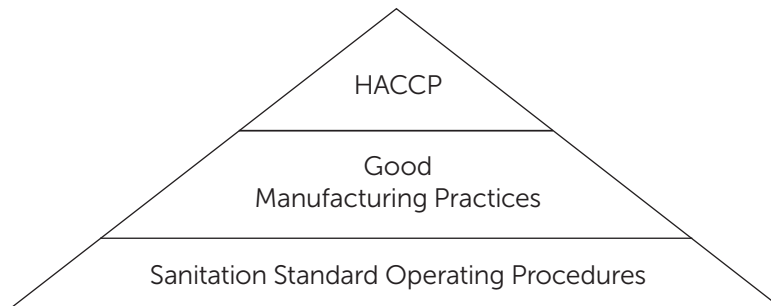 HACCP
Good
Manufacturing Practices
Sanitation Standard Operating Procedures